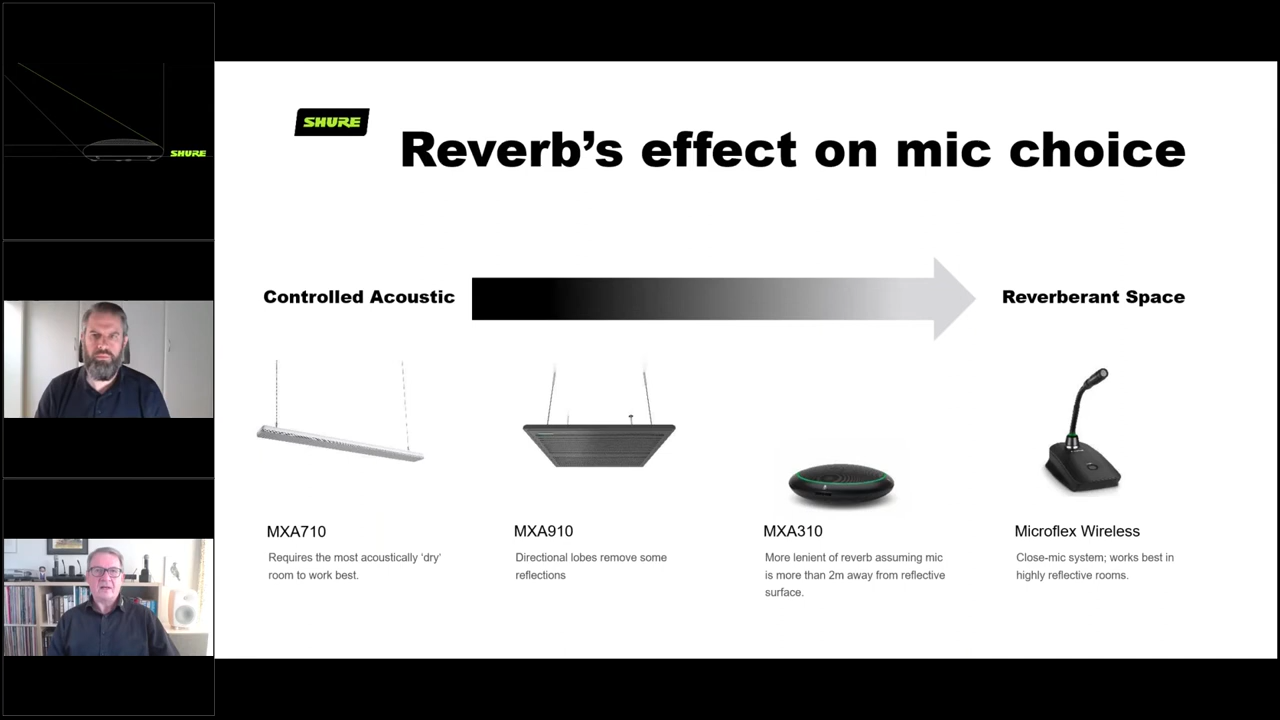 SHURE
SHURE
Reverb’s effect on mic choice
Controlled Acoustic
Reverberant Space
MXA710
Requires the most acoustically ‘dry’
room to work best.
MXA910
Directional lobes remove some
reflections
MXA310
More lenient of reverb assuming mic
is more than 2m away from reflective
surface.
Microflex Wireless
Close-mic system; works best in
highly reflective rooms.